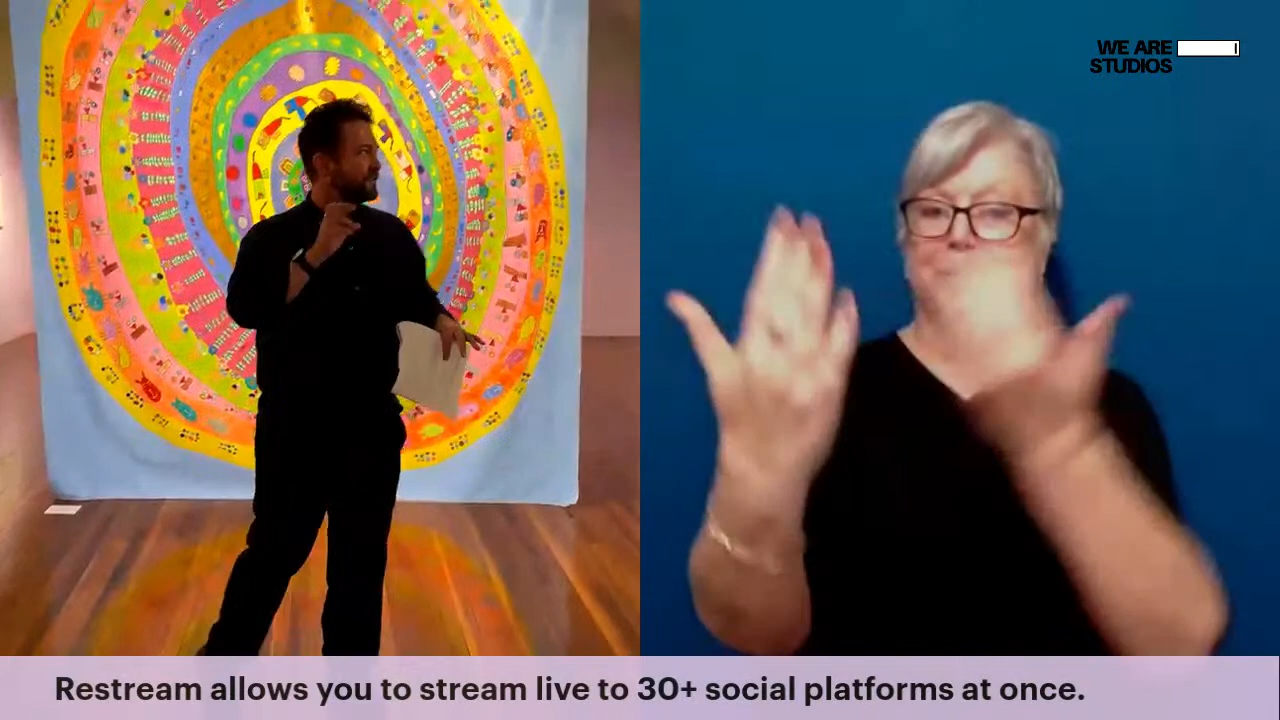 WE ARE
STUDIOS
Restream allows you to stream live to 30+ social platforms at once.